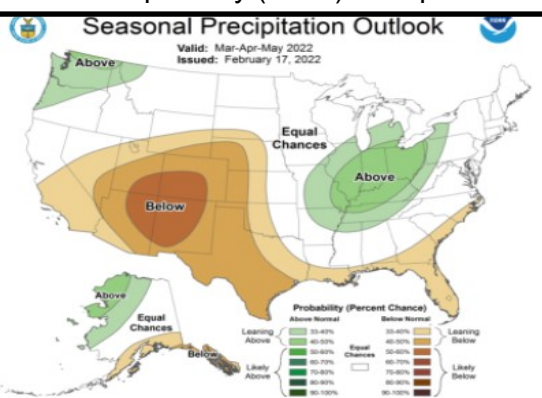 Seasonal Precipitation Outlook
Valid: Mar-Apr-May 2022
Issued: February 17, 2022
Above
Equal
Chances
Above
Below
Above
Equal
Chances
Below
Probability (Percent Chance)
Above Normal
Below Normal
Leaning
Above
33-40%
40-50%
Likely
Above
50-60%
60-70%
70-80%
80-90%
90-100%
Equal
Chances
33-40%
40-50%
Leaning
Below
50-60%
60-70%
70-80%
80-90%
90-100%
Likely
Below